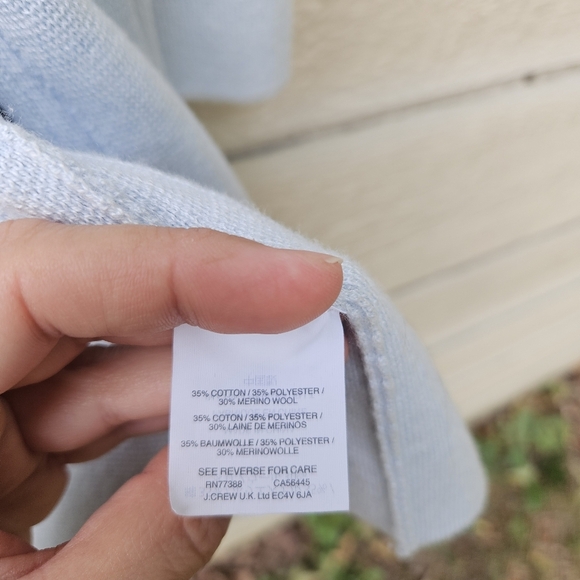 35% COTTON / 35% POLYESTER /
30% MERINO WOOL
35% COTON / 35% POLYESTER /
30% LAINE DE MERINOS
35% BAUMWOLLE / 35% POLYESTER /
30% MERINOWOLLE
SEE REVERSE FOR CARE
RN77388 CA56445
J.CREW U.K. Ltd EC4V 6JA